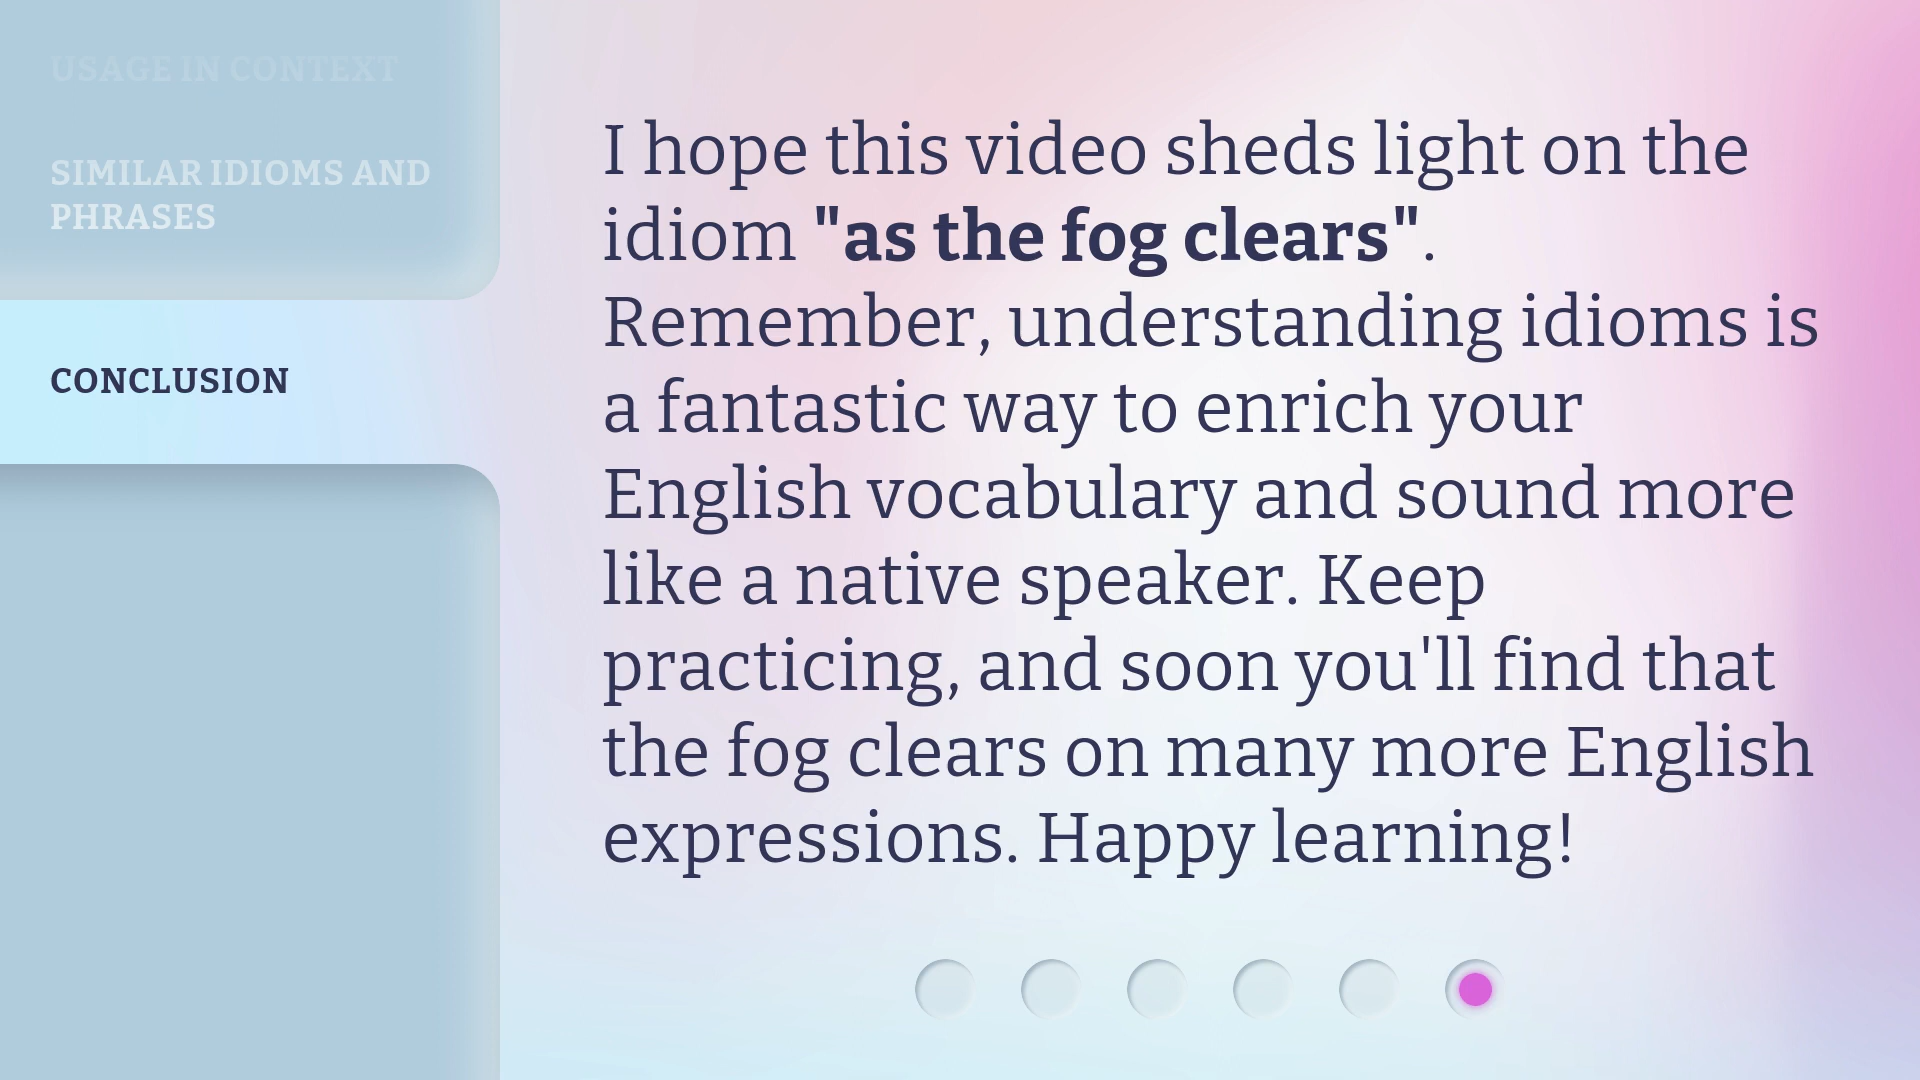 USAGE IN CONTEXT
SIMILAR IDIOMS AND
PHRASES
CONCLUSION
I hope this video sheds light on the
idiom "as the fog clears".
Remember, understanding idioms is
a fantastic way to enrich your
English vocabulary and sound more
like a native speaker. Keep
practicing, and soon you'll find that
the fog clears on many more English
expressions. Happy learning!